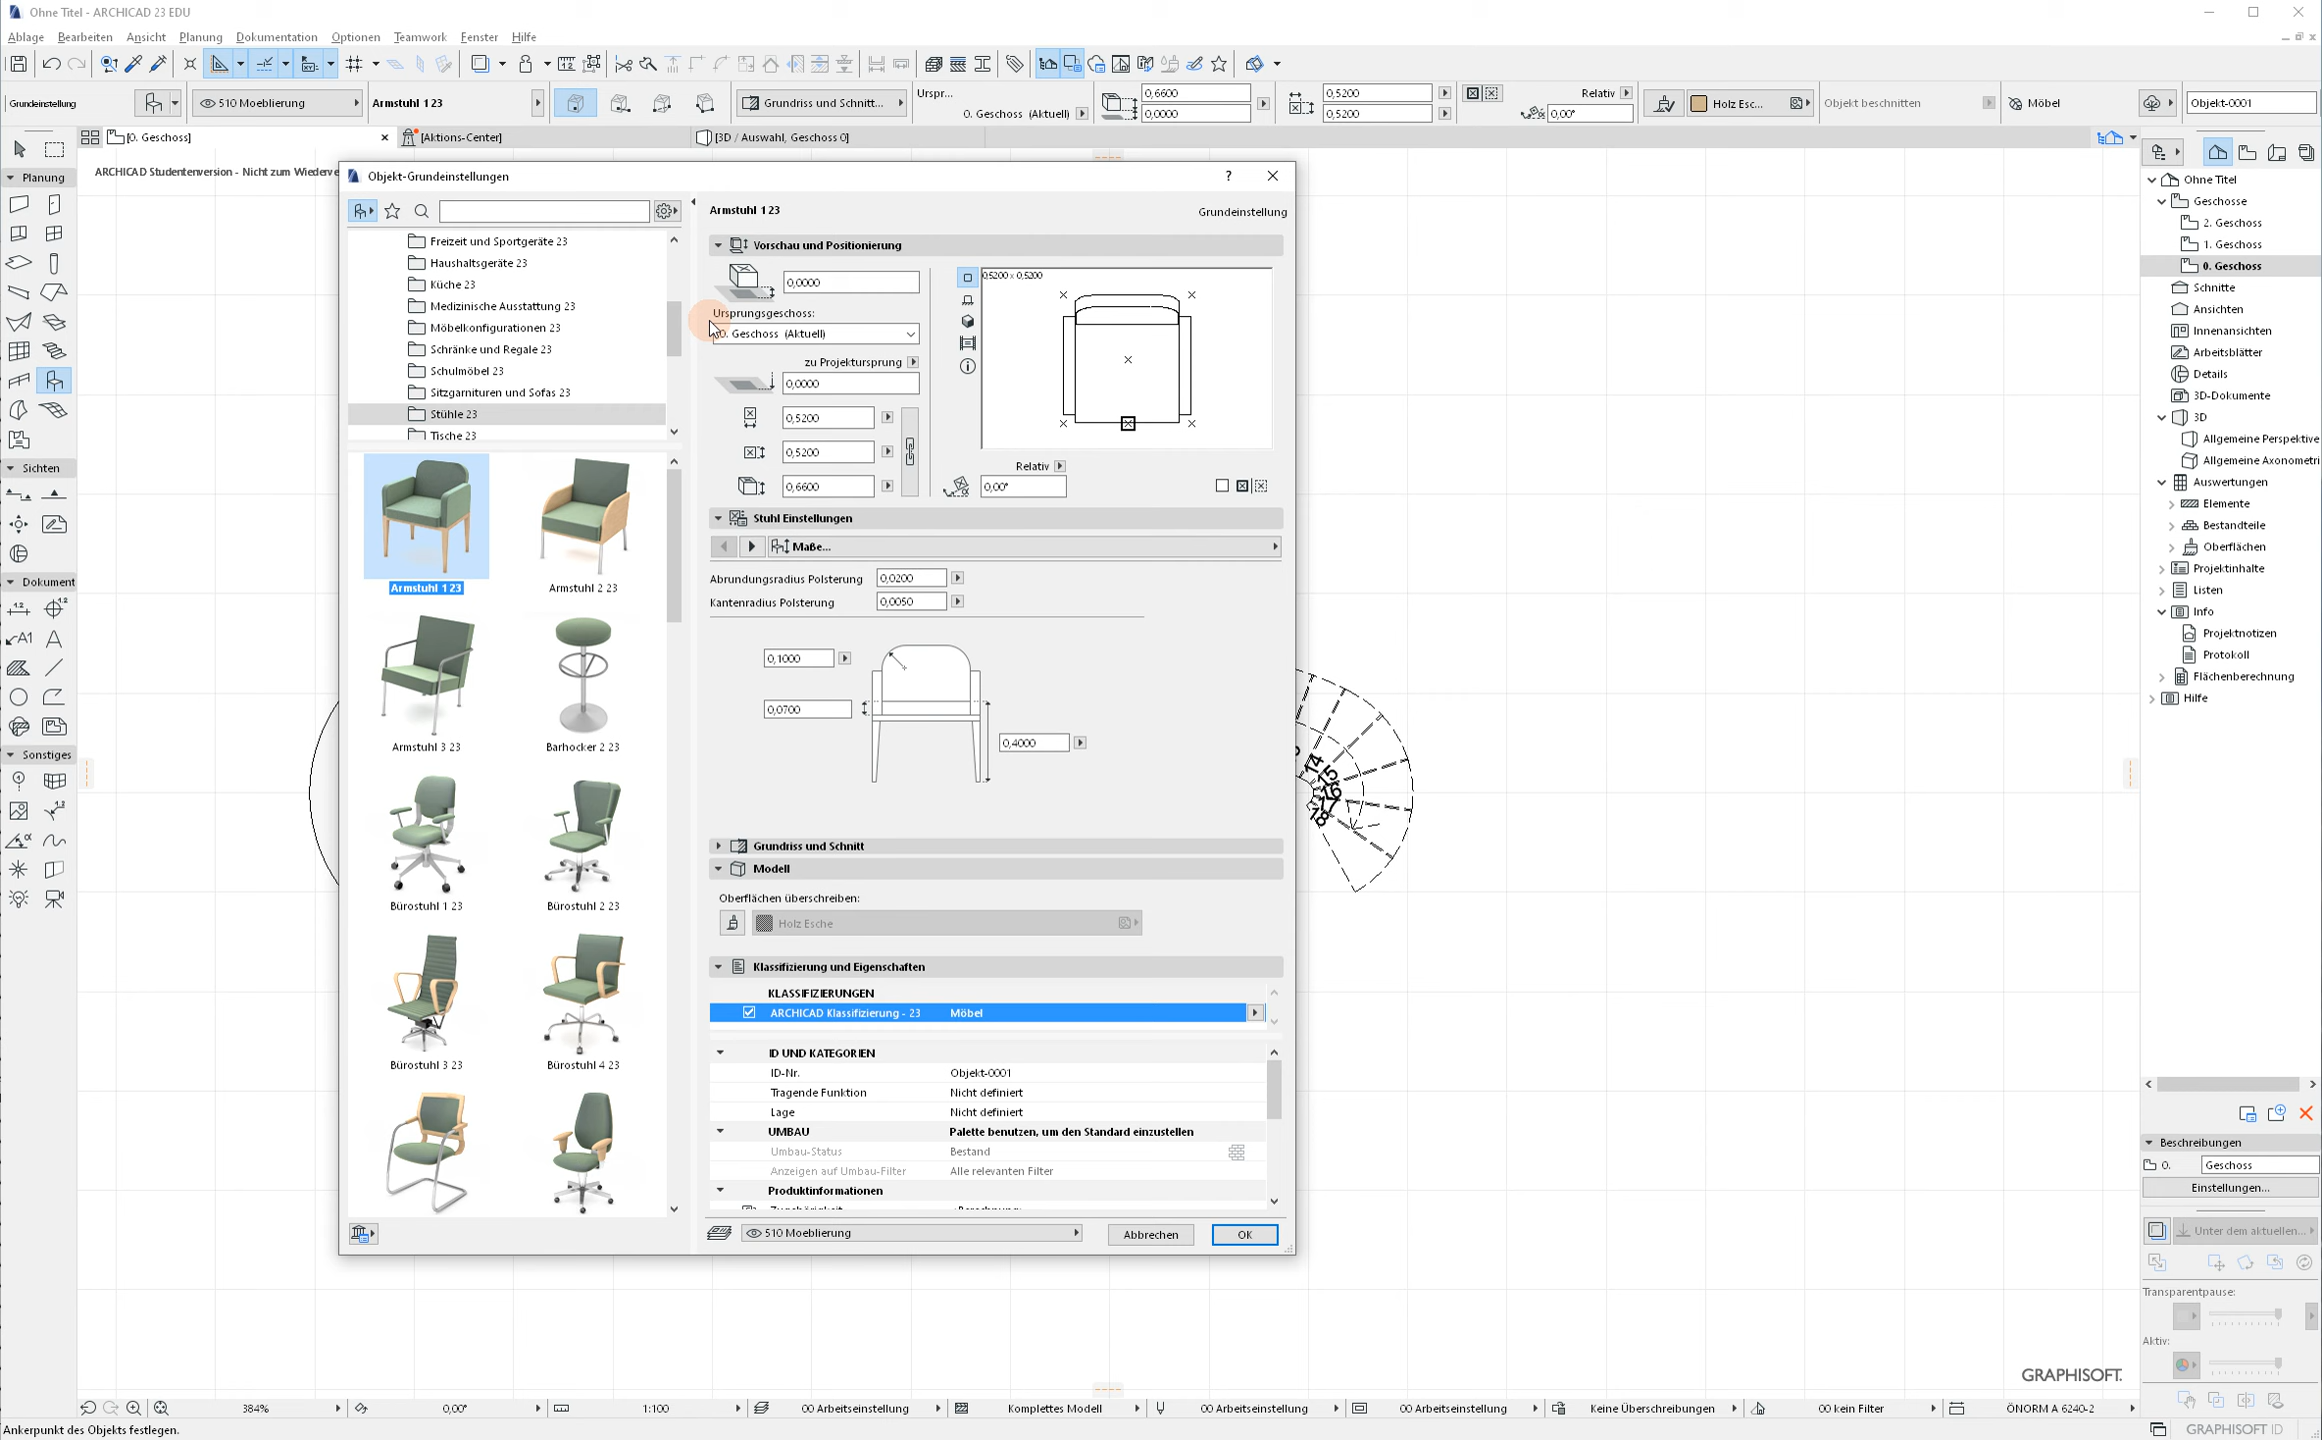 Ohne Titel - ARCHICAD 23 EDU
Ablage Bearbeiten Ansicht Planung Dokumentation Optionen Teamwork Fenster Hilfe
Grundeinstellung
510 Moeblierung
Armstuhl 1 23
Grundriss und Schnitt...
Urspr...
0. Geschoss (Aktuell)
0,6600
0,0000
0,5200
0,5200
Relativ
0,00°
Holz Esc...
Objekt beschnitten
Möbel
Objekt-0001
[0. Geschoss]
[Aktions-Center]
[3D / Auswahl, Geschoss 0]
ARCHICAD Studentenversion - Nicht zum Wiederve
Planung
Sichten
Dokument
Sonstiges
Objekt-Grundeinstellungen
Freizeit und Sportgeräte 23
Haushaltsgeräte 23
Küche 23
Medizinische Ausstattung 23
Möbelkonfigurationen 23
Schränke und Regale 23
Schulmöbel 23
Sitzgarnituren und Sofas 23
Stühle 23
Tische 23
Armstuhl 1 23
Armstuhl 2 23
Armstuhl 3 23
Barhocker 2 23
Bürostuhl 1 23
Bürostuhl 2 23
Bürostuhl 3 23
Bürostuhl 4 23
Armstuhl 1 23
Grundeinstellung
Vorschau und Positionierung
0,0000
Ursprungsgeschoss:
0. Geschoss (Aktuell)
zu Projektursprung
0,0000
0,5200
0,5200
0,6600
0,5200 x 0,5200
Relativ
0,00°
Stuhl Einstellungen
Maße...
Abrundungsradius Polsterung 0,0200
Kantenradius Polsterung 0,0050
0,1000
0,0700
0,4000
Grundriss und Schnitt
Modell
Oberflächen überschreiben:
Holz Esche
Klassifizierung und Eigenschaften
KLASSIFIZIERUNGEN
ARCHICAD Klassifizierung - 23 Möbel
ID UND KATEGORIEN
ID-Nr. Objekt-0001
Tragende Funktion Nicht definiert
Lage Nicht definiert
UMBAU Palette benutzen, um den Standard einzustellen
Umbau-Status Bestand
Anzeigen auf Umbau-Filter Alle relevanten Filter
Produktinformationen
510 Moeblierung
Abbrechen
OK
14
15
16
17
18
Ohne Titel
Geschosse
2. Geschoss
1. Geschoss
0. Geschoss
Schnitte
Ansichten
Innenansichten
Arbeitsblätter
Details
3D-Dokumente
3D
Allgemeine Perspektive
Allgemeine Axonometri
Auswertungen
Elemente
Bestandteile
Oberflächen
Projektinhalte
Listen
Info
Projektnotizen
Protokoll
Flächenberechnung
Hilfe
Beschreibungen
0. Geschoss
Einstellungen...
Unter dem aktuellen...
Transparentpause:
Aktiv:
GRAPHISOFT.
384%
0,00°
1:100
00 Arbeitseinstellung
Komplettes Modell
00 Arbeitseinstellung
00 Arbeitseinstellung
Keine Überschreibungen
00 kein Filter
ÖNORM A 6240-2
Ankerpunkt des Objekts festlegen.
GRAPHISOFT ID